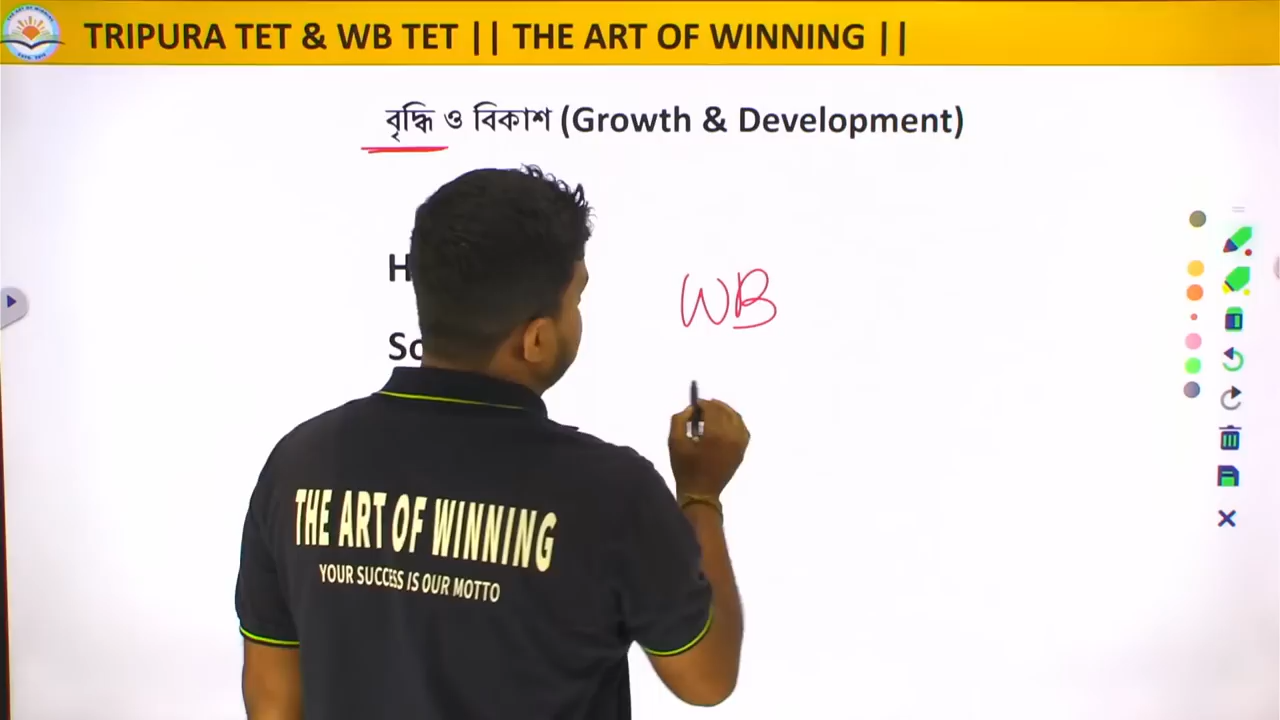 TRIPURA TET & WB TET || THE ART OF WINNING ||
বৃদ্ধি ও বিকাশ (Growth & Development)
WB
THE ART OF WINNING
YOUR SUCCESS IS OUR MOTTO